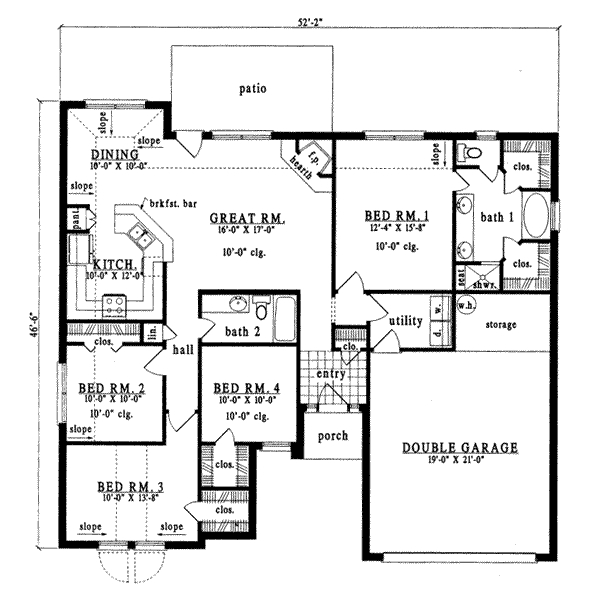 52'-2"
patio
slope
slope
DINING
10'-0" X 10'-0"
slope
f.p.
hearth
slope
clos.
pant.
brkfst. bar
GREAT RM.
16'-0" X 17'-0"
10'-0" clg.
BED RM. 1
12'-4" X 15'-8"
10'-0" clg.
bath 1
KITCH.
10'-0" X 12'-0"
clos.
seat
shwr.
46'-6"
lin.
clos.
hall
bath 2
utility
w.
d.
w.h.
storage
clo.
entry
BED RM. 2
10'-0" X 10'-0"
10'-0" clg.
slope
BED RM. 4
10'-0" X 10'-0"
10'-0" clg.
porch
DOUBLE GARAGE
19'-0" X 21'-0"
clos.
BED RM. 3
10'-0" X 13'-8"
clos.
slope
slope